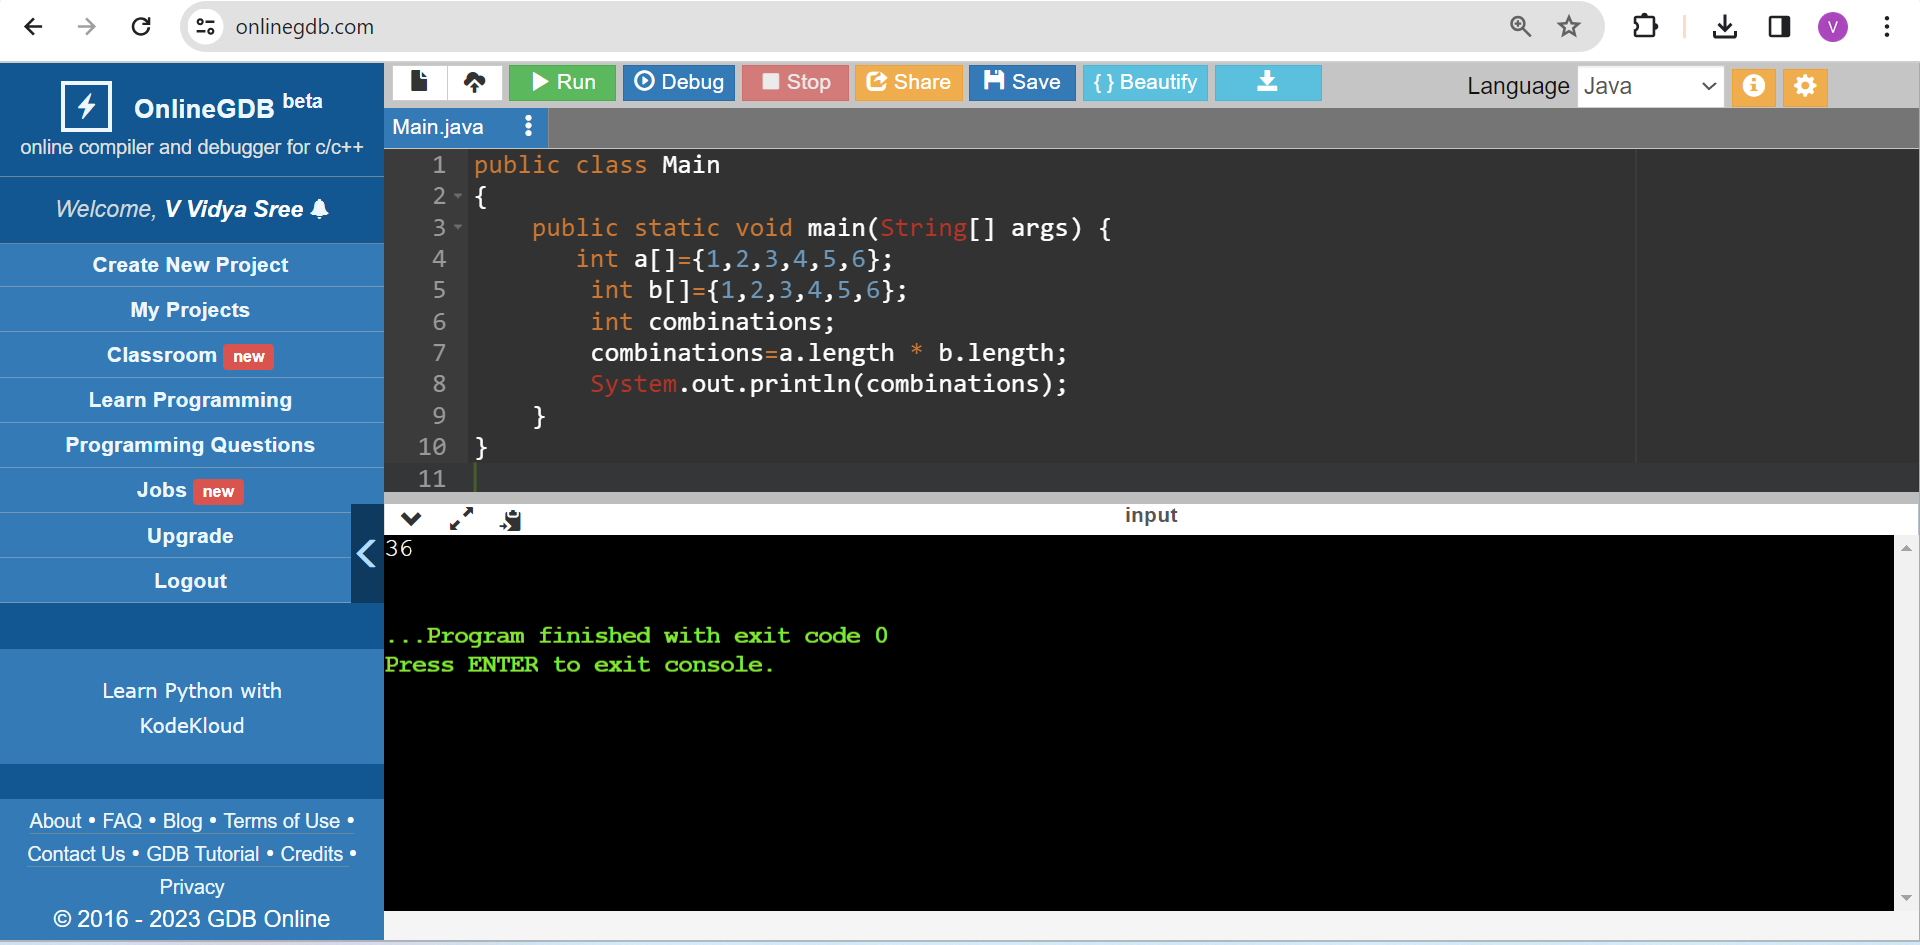 onlinegdb.com
V
OnlineGDB beta
online compiler and debugger for c/c++
Welcome, V Vidya Sree
Create New Project
My Projects
Classroom new
Learn Programming
Programming Questions
Jobs new
Upgrade
Logout
Learn Python with
KodeKloud
About • FAQ • Blog • Terms of Use •
Contact Us • GDB Tutorial • Credits •
Privacy
© 2016 - 2023 GDB Online
Run Debug Stop Share Save { } Beautify
Language Java
Main.java
1 public class Main
2 {
3     public static void main(String[] args) {
4        int a[]={1,2,3,4,5,6};
5         int b[]={1,2,3,4,5,6};
6         int combinations;
7         combinations=a.length * b.length;
8         System.out.println(combinations);
9     }
10 }
11
input
36
...Program finished with exit code 0
Press ENTER to exit console.